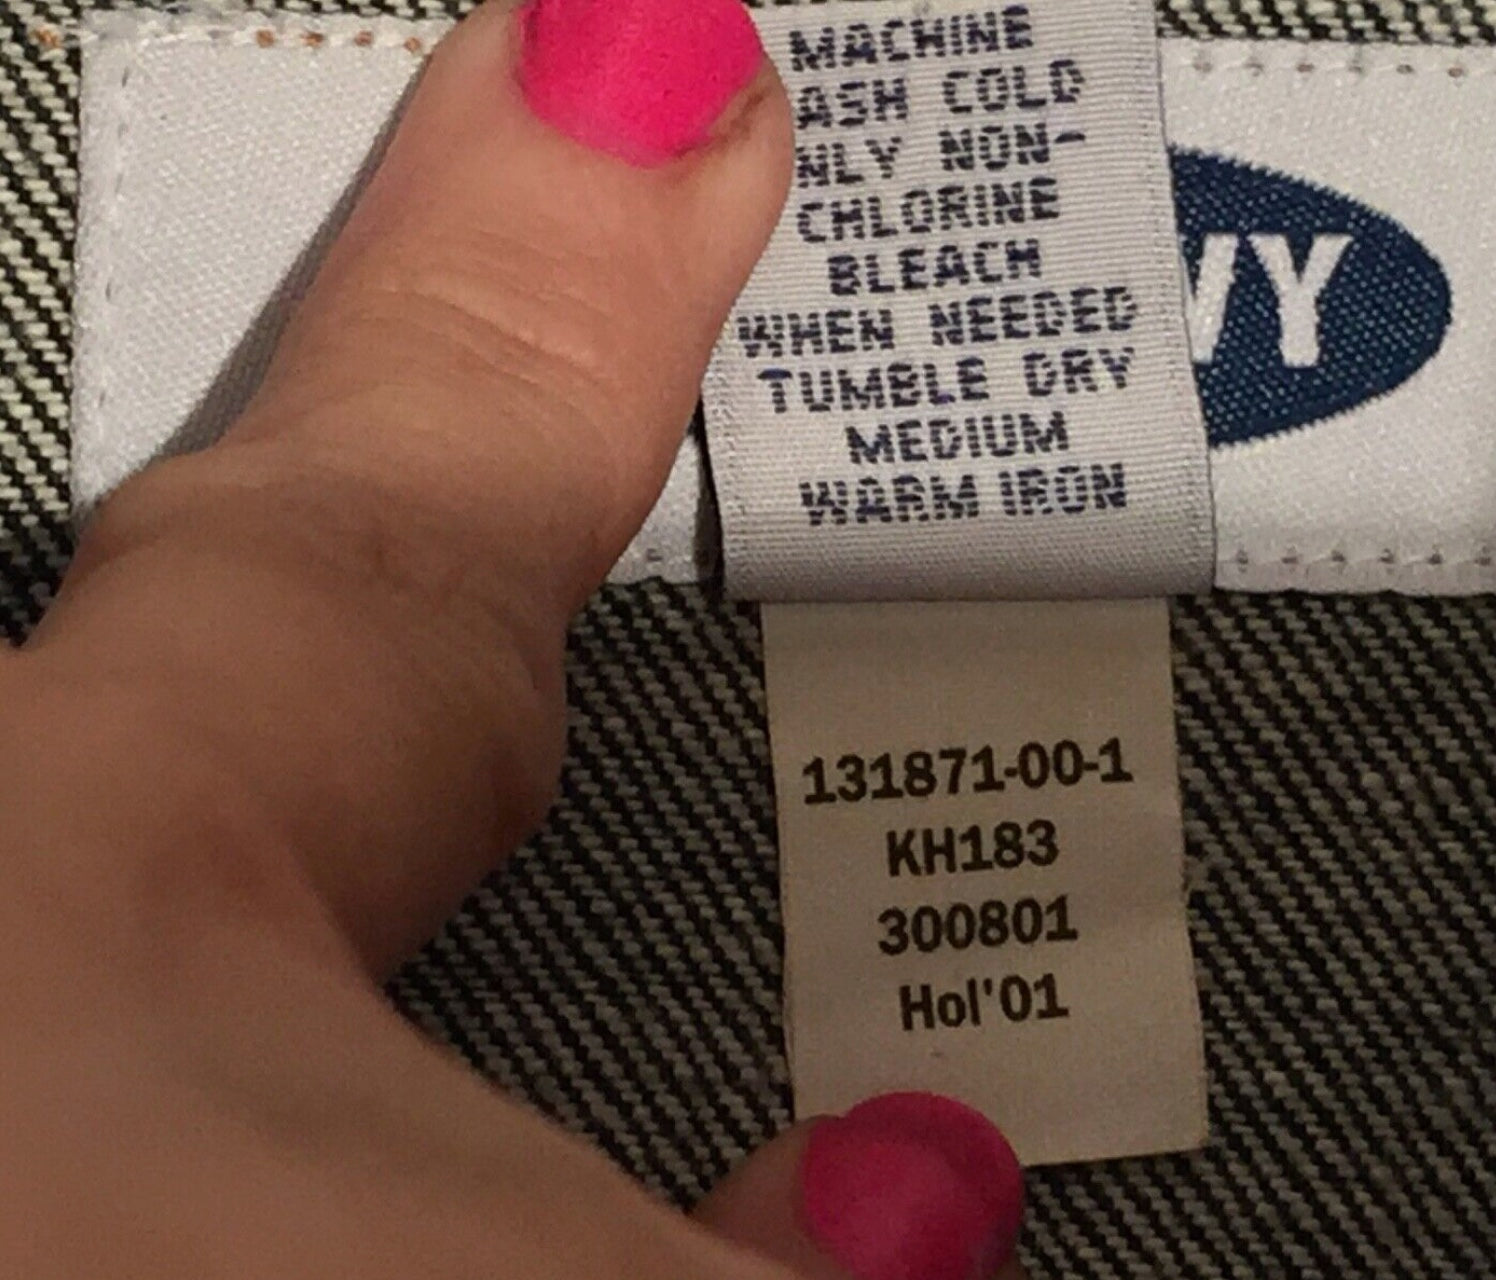 MACHINE
ASH COLD
NLY NON-
CHLORINE
BLEACH
WHEN NEEDED
TUMBLE DRY
MEDIUM
WARM IRON
VY
131871-00-1
KH183
300801
Hol'01